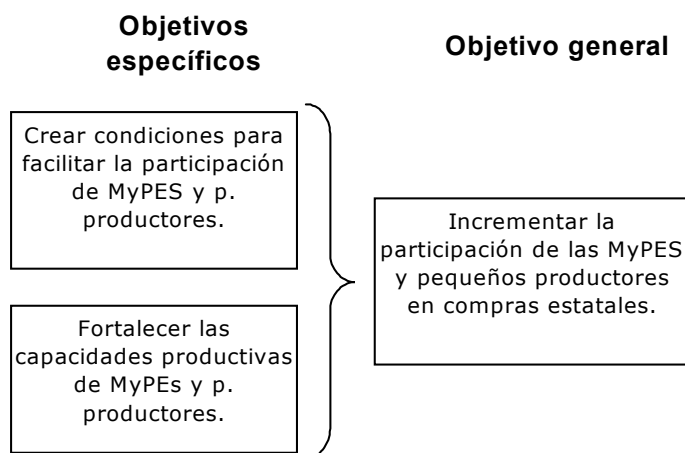 Objetivos
específicos
Objetivo general
Crear condiciones para
facilitar la participación
de MyPES y p.
productores.
Fortalecer las
capacidades productivas
de MyPEs y p.
productores.
Incrementar la
participación de las MyPES
y pequeños productores
en compras estatales.